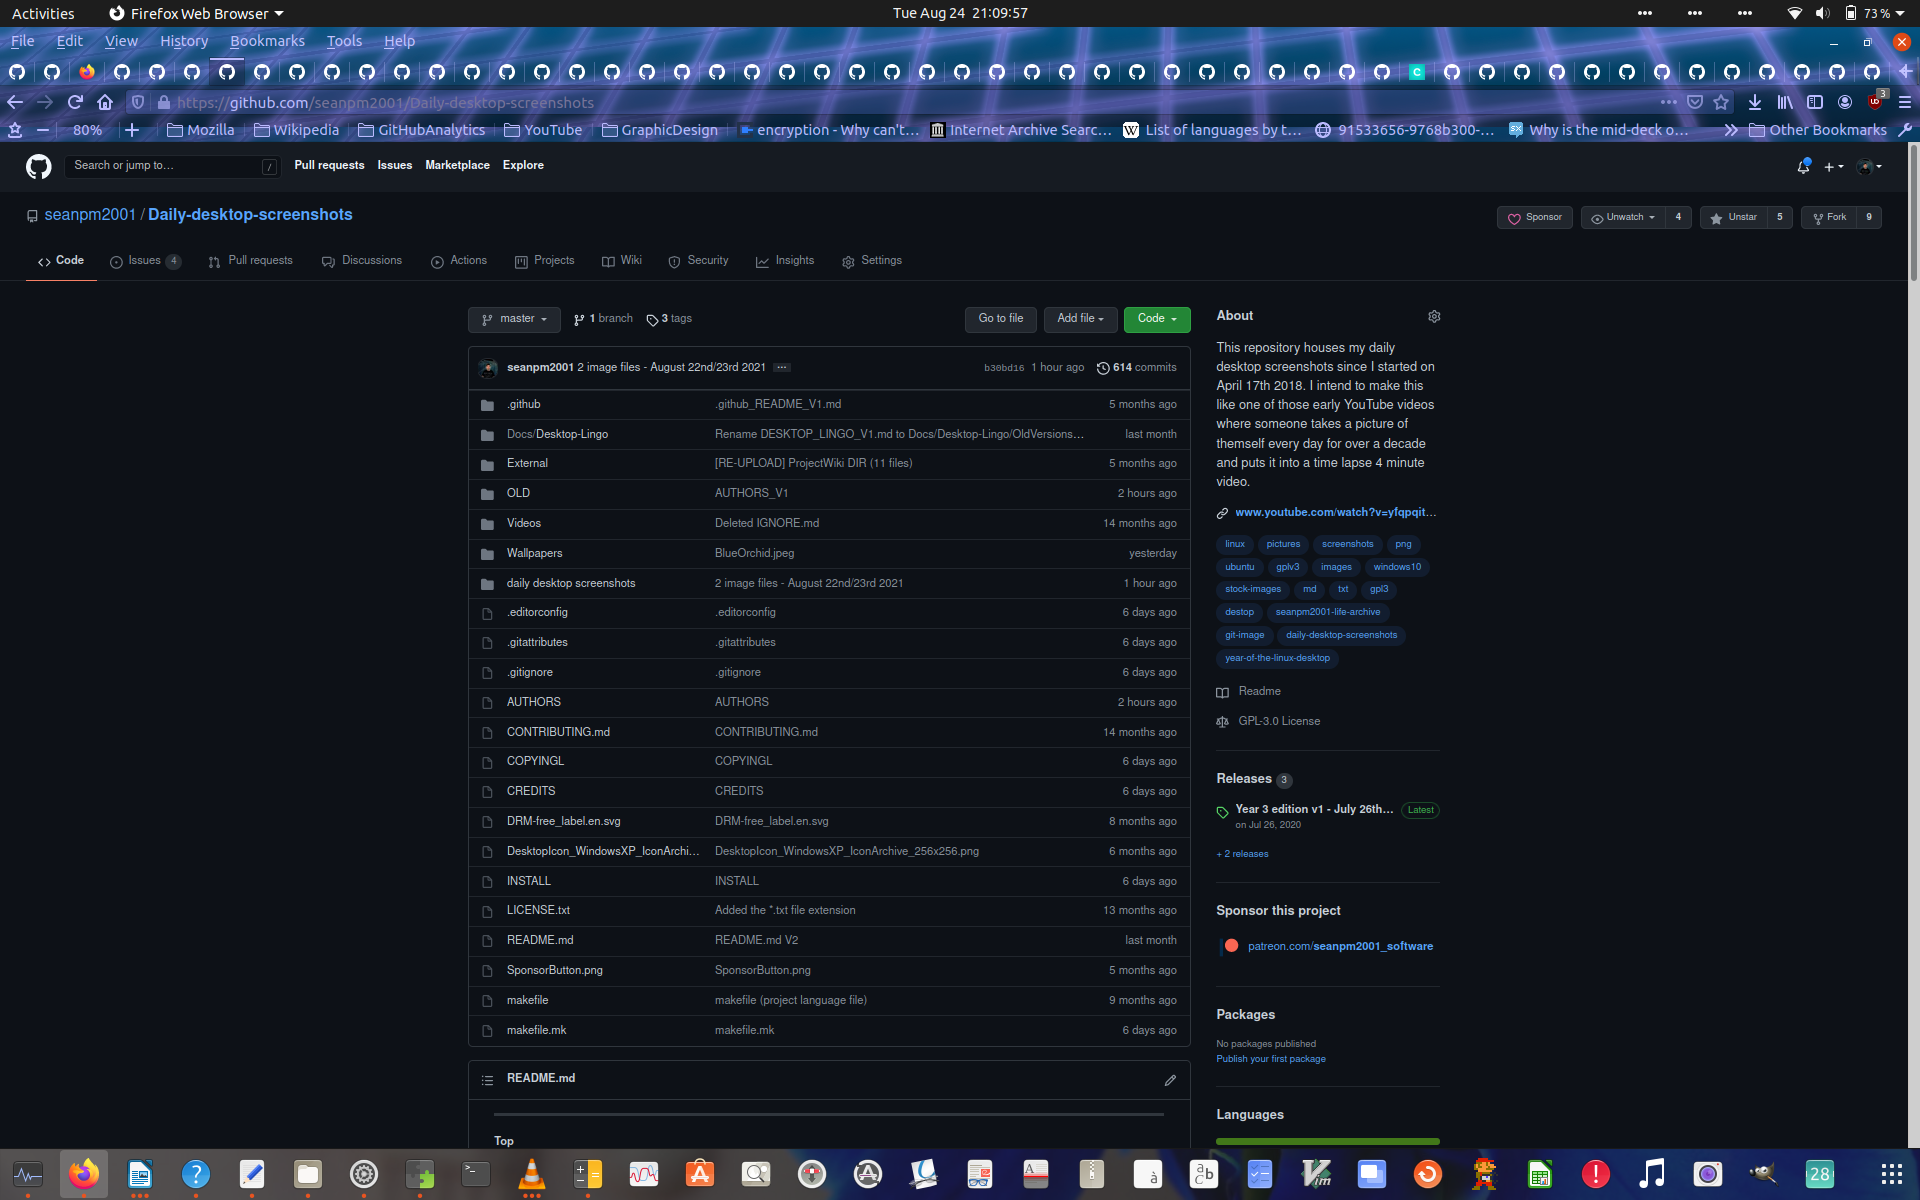 Activities Firefox Web Browser Tue Aug 24 21:09:57 73 %
File Edit View History Bookmarks Tools Help
https://github.com/seanpm2001/Daily-desktop-screenshots 3
80% Mozilla Wikipedia GitHubAnalytics YouTube GraphicDesign encryption - Why can't... Internet Archive Searc... List of languages by t... 91533656-9768b300-... Why is the mid-deck o... Other Bookmarks
Search or jump to... / Pull requests Issues Marketplace Explore
seanpm2001 / Daily-desktop-screenshots Sponsor Unwatch 4 Unstar 5 Fork 9
Code Issues 4 Pull requests Discussions Actions Projects Wiki Security Insights Settings
master 1 branch 3 tags Go to file Add file Code
seanpm2001 2 image files - August 22nd/23rd 2021 ... b30bd16 1 hour ago 614 commits
.github .github_README_V1.md 5 months ago
Docs/Desktop-Lingo Rename DESKTOP_LINGO_V1.md to Docs/Desktop-Lingo/OldVersions... last month
External [RE-UPLOAD] ProjectWiki DIR (11 files) 5 months ago
OLD AUTHORS_V1 2 hours ago
Videos Deleted IGNORE.md 14 months ago
Wallpapers BlueOrchid.jpeg yesterday
daily desktop screenshots 2 image files - August 22nd/23rd 2021 1 hour ago
.editorconfig .editorconfig 6 days ago
.gitattributes .gitattributes 6 days ago
.gitignore .gitignore 6 days ago
AUTHORS AUTHORS 2 hours ago
CONTRIBUTING.md CONTRIBUTING.md 14 months ago
COPYINGL COPYINGL 6 days ago
CREDITS CREDITS 6 days ago
DRM-free_label.en.svg DRM-free_label.en.svg 8 months ago
DesktopIcon_WindowsXP_IconArchi... DesktopIcon_WindowsXP_IconArchive_256x256.png 6 months ago
INSTALL INSTALL 6 days ago
LICENSE.txt Added the *.txt file extension 13 months ago
README.md README.md V2 last month
SponsorButton.png SponsorButton.png 5 months ago
makefile makefile (project language file) 9 months ago
makefile.mk makefile.mk 6 days ago
README.md
Top
About
This repository houses my daily
desktop screenshots since I started on
April 17th 2018. I intend to make this
like one of those early YouTube videos
where someone takes a picture of
themself every day for over a decade
and puts it into a time lapse 4 minute
video.
www.youtube.com/watch?v=yfqpqit...
linux pictures screenshots png
ubuntu gplv3 images windows10
stock-images md txt gpl3
destop seanpm2001-life-archive
git-image daily-desktop-screenshots
year-of-the-linux-desktop
Readme
GPL-3.0 License
Releases 3
Year 3 edition v1 - July 26th... Latest
on Jul 26, 2020
+ 2 releases
Sponsor this project
patreon.com/seanpm2001_software
Packages
No packages published
Publish your first package
Languages
28